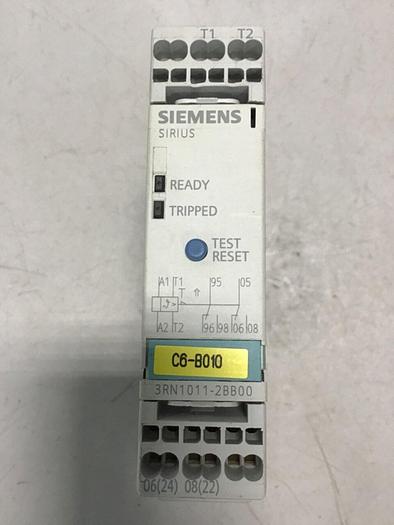 T1 T2
SIEMENS
SIRIUS
READY
TRIPPED
TEST
RESET
A1 T1 95 05
T
A2 T2 96 98 06 08
C6-B010
3RN1011-2BB00
06(24) 08(22)